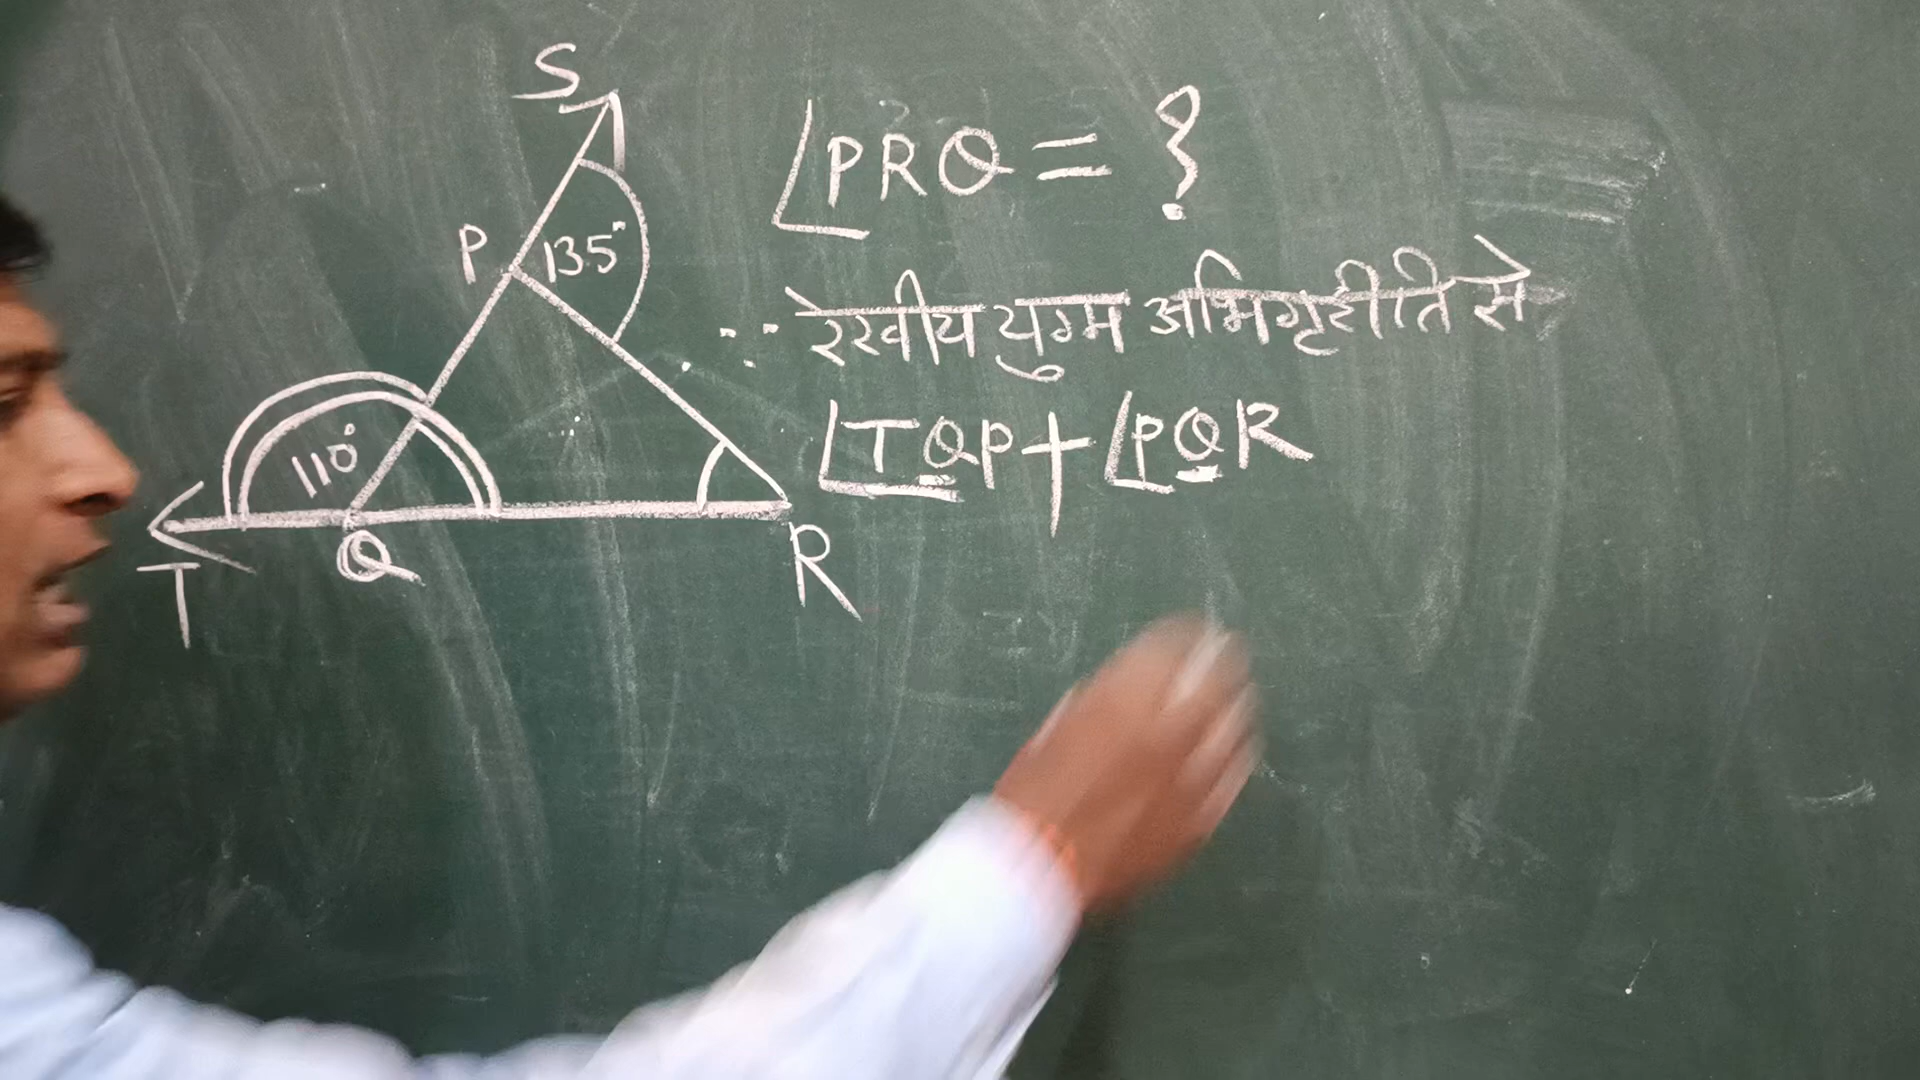 S
∠PRQ = ?
P 135°
∵ रेखीय युग्म अभिगृहीति से
110°
∠TQP + ∠PQR
T Q R